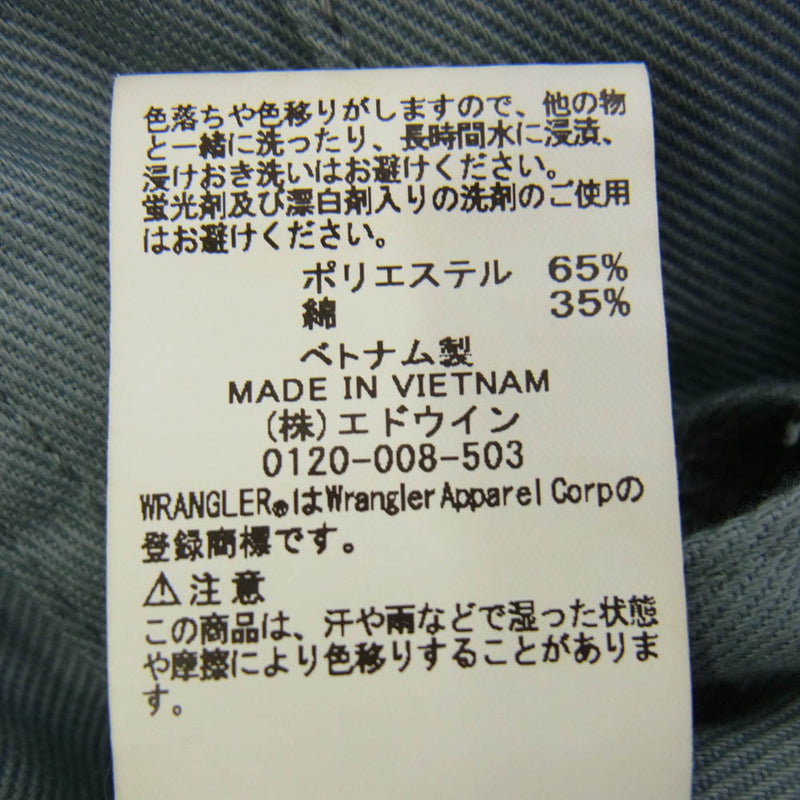 色落ちや色移りがしますので、他の物
と一緒に洗ったり、長時間水に浸漬、
浸けおき洗いはお避けください。
蛍光剤及び漂白剤入りの洗剤のご使用
はお避けください。
ポリエステル 65%
綿 35%
ベトナム製
MADE IN VIETNAM
(株)エドウイン
0120-008-503
WRANGLER®はWrangler Apparel Corpの
登録商標です。
⚠注意
この商品は、汗や雨などで湿った状態
や摩擦により色移りすることがありま
す。